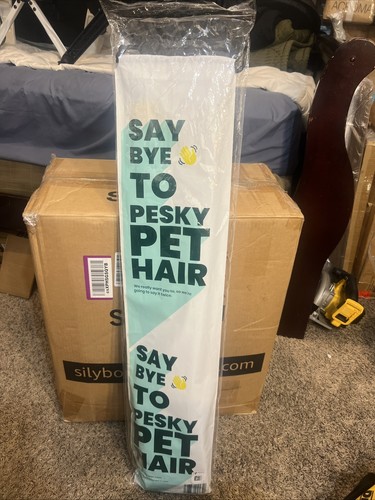 SAY
BYE
TO
PESKY
PET
HAIR
SAY
BYE
TO
PESKY
PET
HAIR
silybo
com